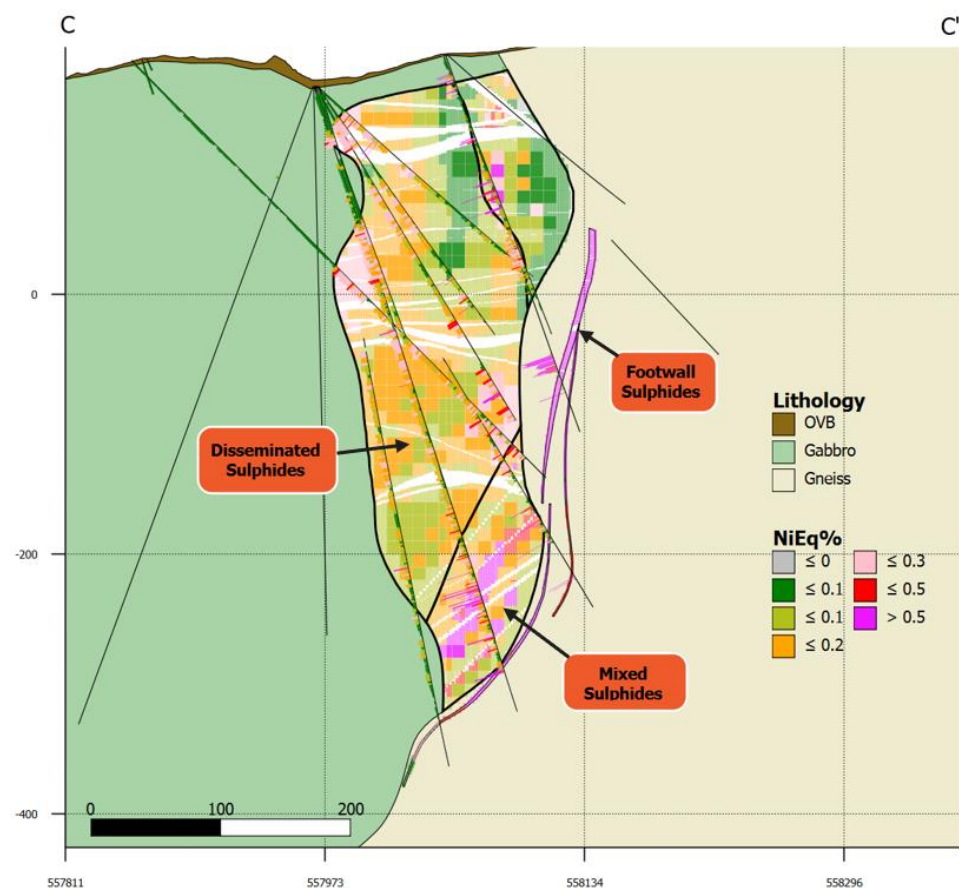 C
C'
0
Footwall
Sulphides
Disseminated
Sulphides
Lithology
OVB
Gabbro
Gneiss
-200
NiEq%
≤ 0
≤ 0.3
≤ 0.1
≤ 0.5
≤ 0.1
> 0.5
≤ 0.2
Mixed
Sulphides
-400
0
100
200
557811
557973
558134
558296